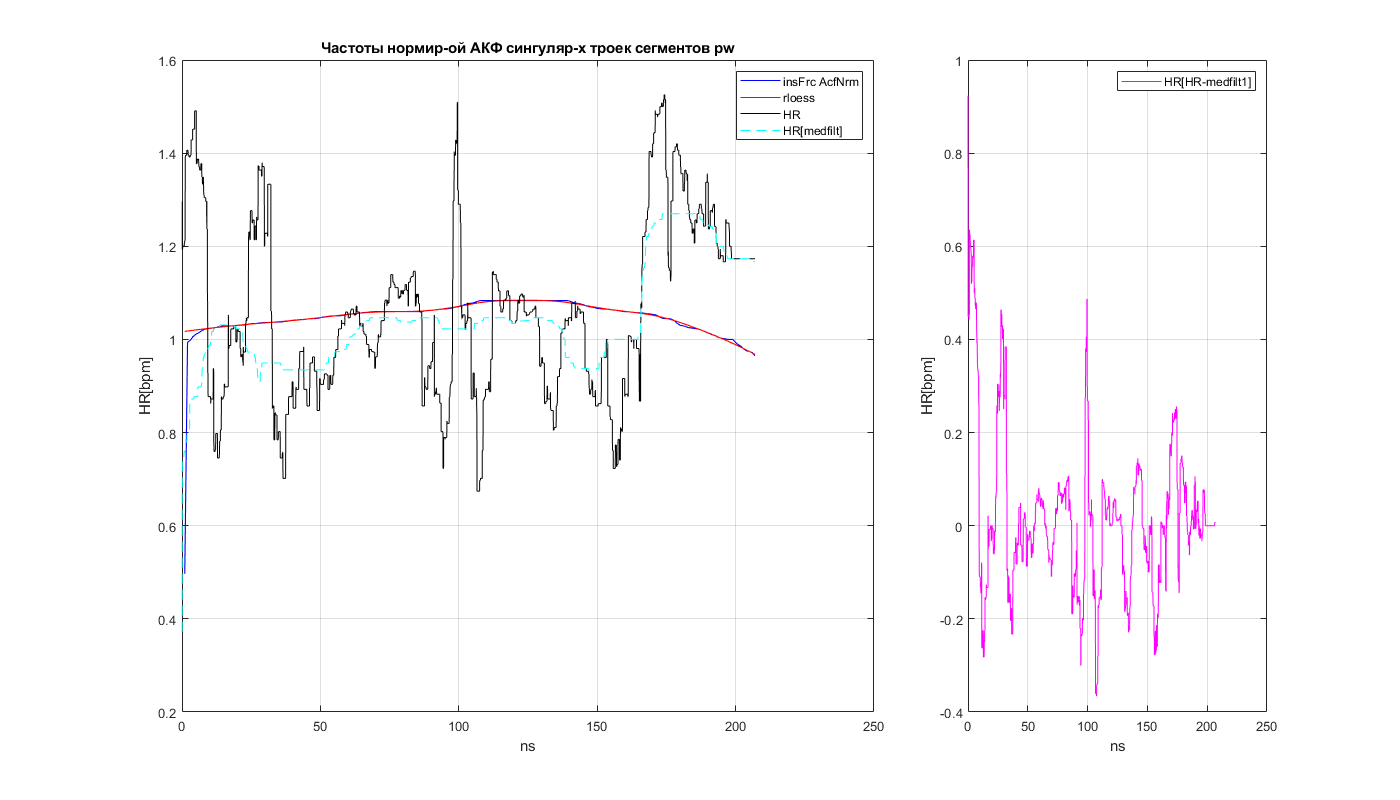 Частоты нормир-ой АКФ сингуляр-х троек сегментов pw
1.6
1.4
1.2
1
0.8
0.6
0.4
0.2
HR[bpm]
0
50
100
150
200
250
ns
insFrc AcfNrm
rloess
HR
HR[medfilt]
1
0.8
0.6
0.4
0.2
0
-0.2
-0.4
HR[bpm]
0
50
100
150
200
250
ns
HR[HR-medfilt1]